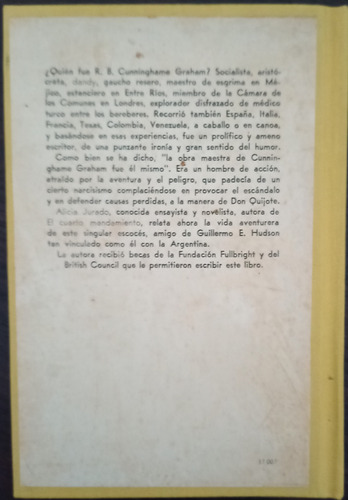 ¿Quién fue R. B. Cunninghame Graham? Socialista, aristó-
crata, dandy, gaucho resero, maestro de esgrima en Mé-
jico, estanciero en Entre Ríos, miembro de la Cámara de
los Comunes en Londres, explorador disfrazado de médico
turco entre los bereberes. Recorrió también España, Italia,
Francia, Texas, Colombia, Venezuela, a caballo o en canoa,
y basándose en esas experiencias, fue un prolífico y ameno
escritor, de una punzante ironía y gran sentido del humor.
Como bien se ha dicho, "la obra maestra de Cunnin-
ghame Graham fue él mismo". Era un hombre de acción,
atraído por la aventura y el peligro, que padecía de un
cierto narcisismo complaciéndose en provocar el escándalo
y en defender causas perdidas, a la manera de Don Quijote.
Alicia Jurado, conocida ensayista y novelista, autora de
El cuarto mandamiento, relata ahora la vida aventurera
de este singular escocés, amigo de Guillermo E. Hudson
tan vinculado como él con la Argentina.
La autora recibió becas de la Fundación Fullbright y del
British Council que le permitieron escribir este libro.